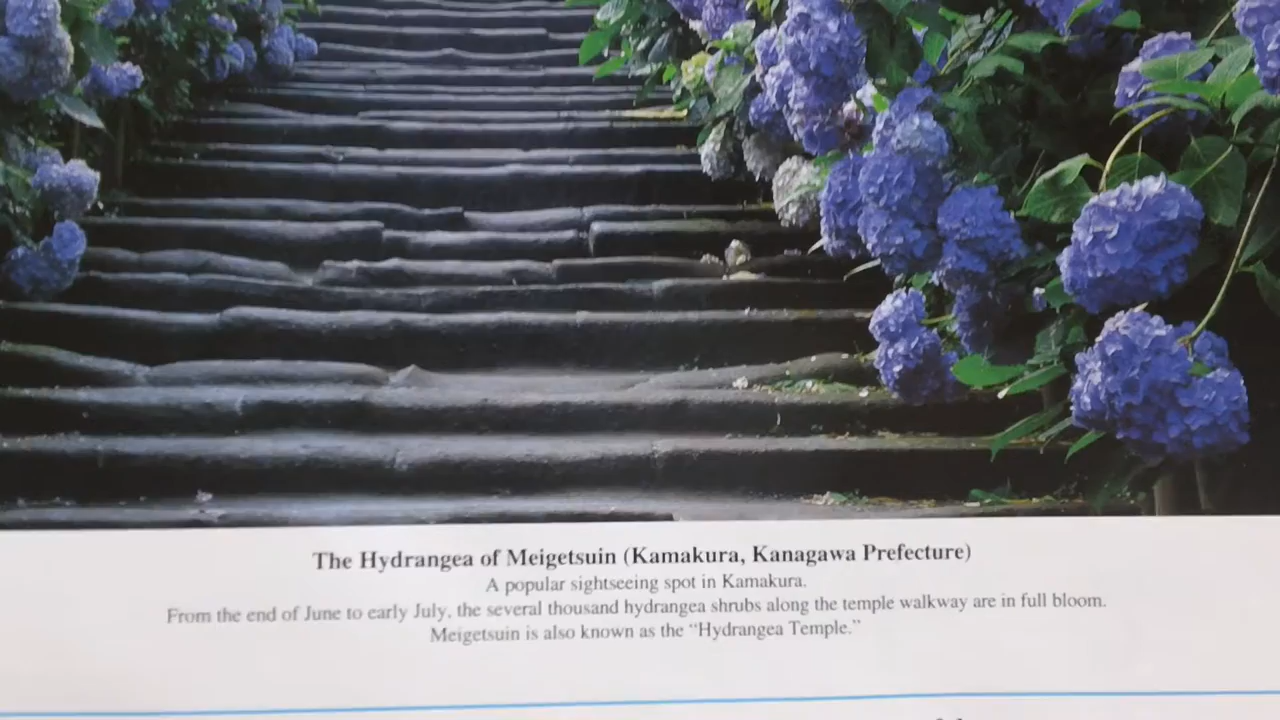 The Hydrangea of Meigetsuin (Kamakura, Kanagawa Prefecture)
A popular sightseeing spot in Kamakura.
From the end of June to early July, the several thousand hydrangea shrubs along the temple walkway are in full bloom.
Meigetsuin is also known as the “Hydrangea Temple.”